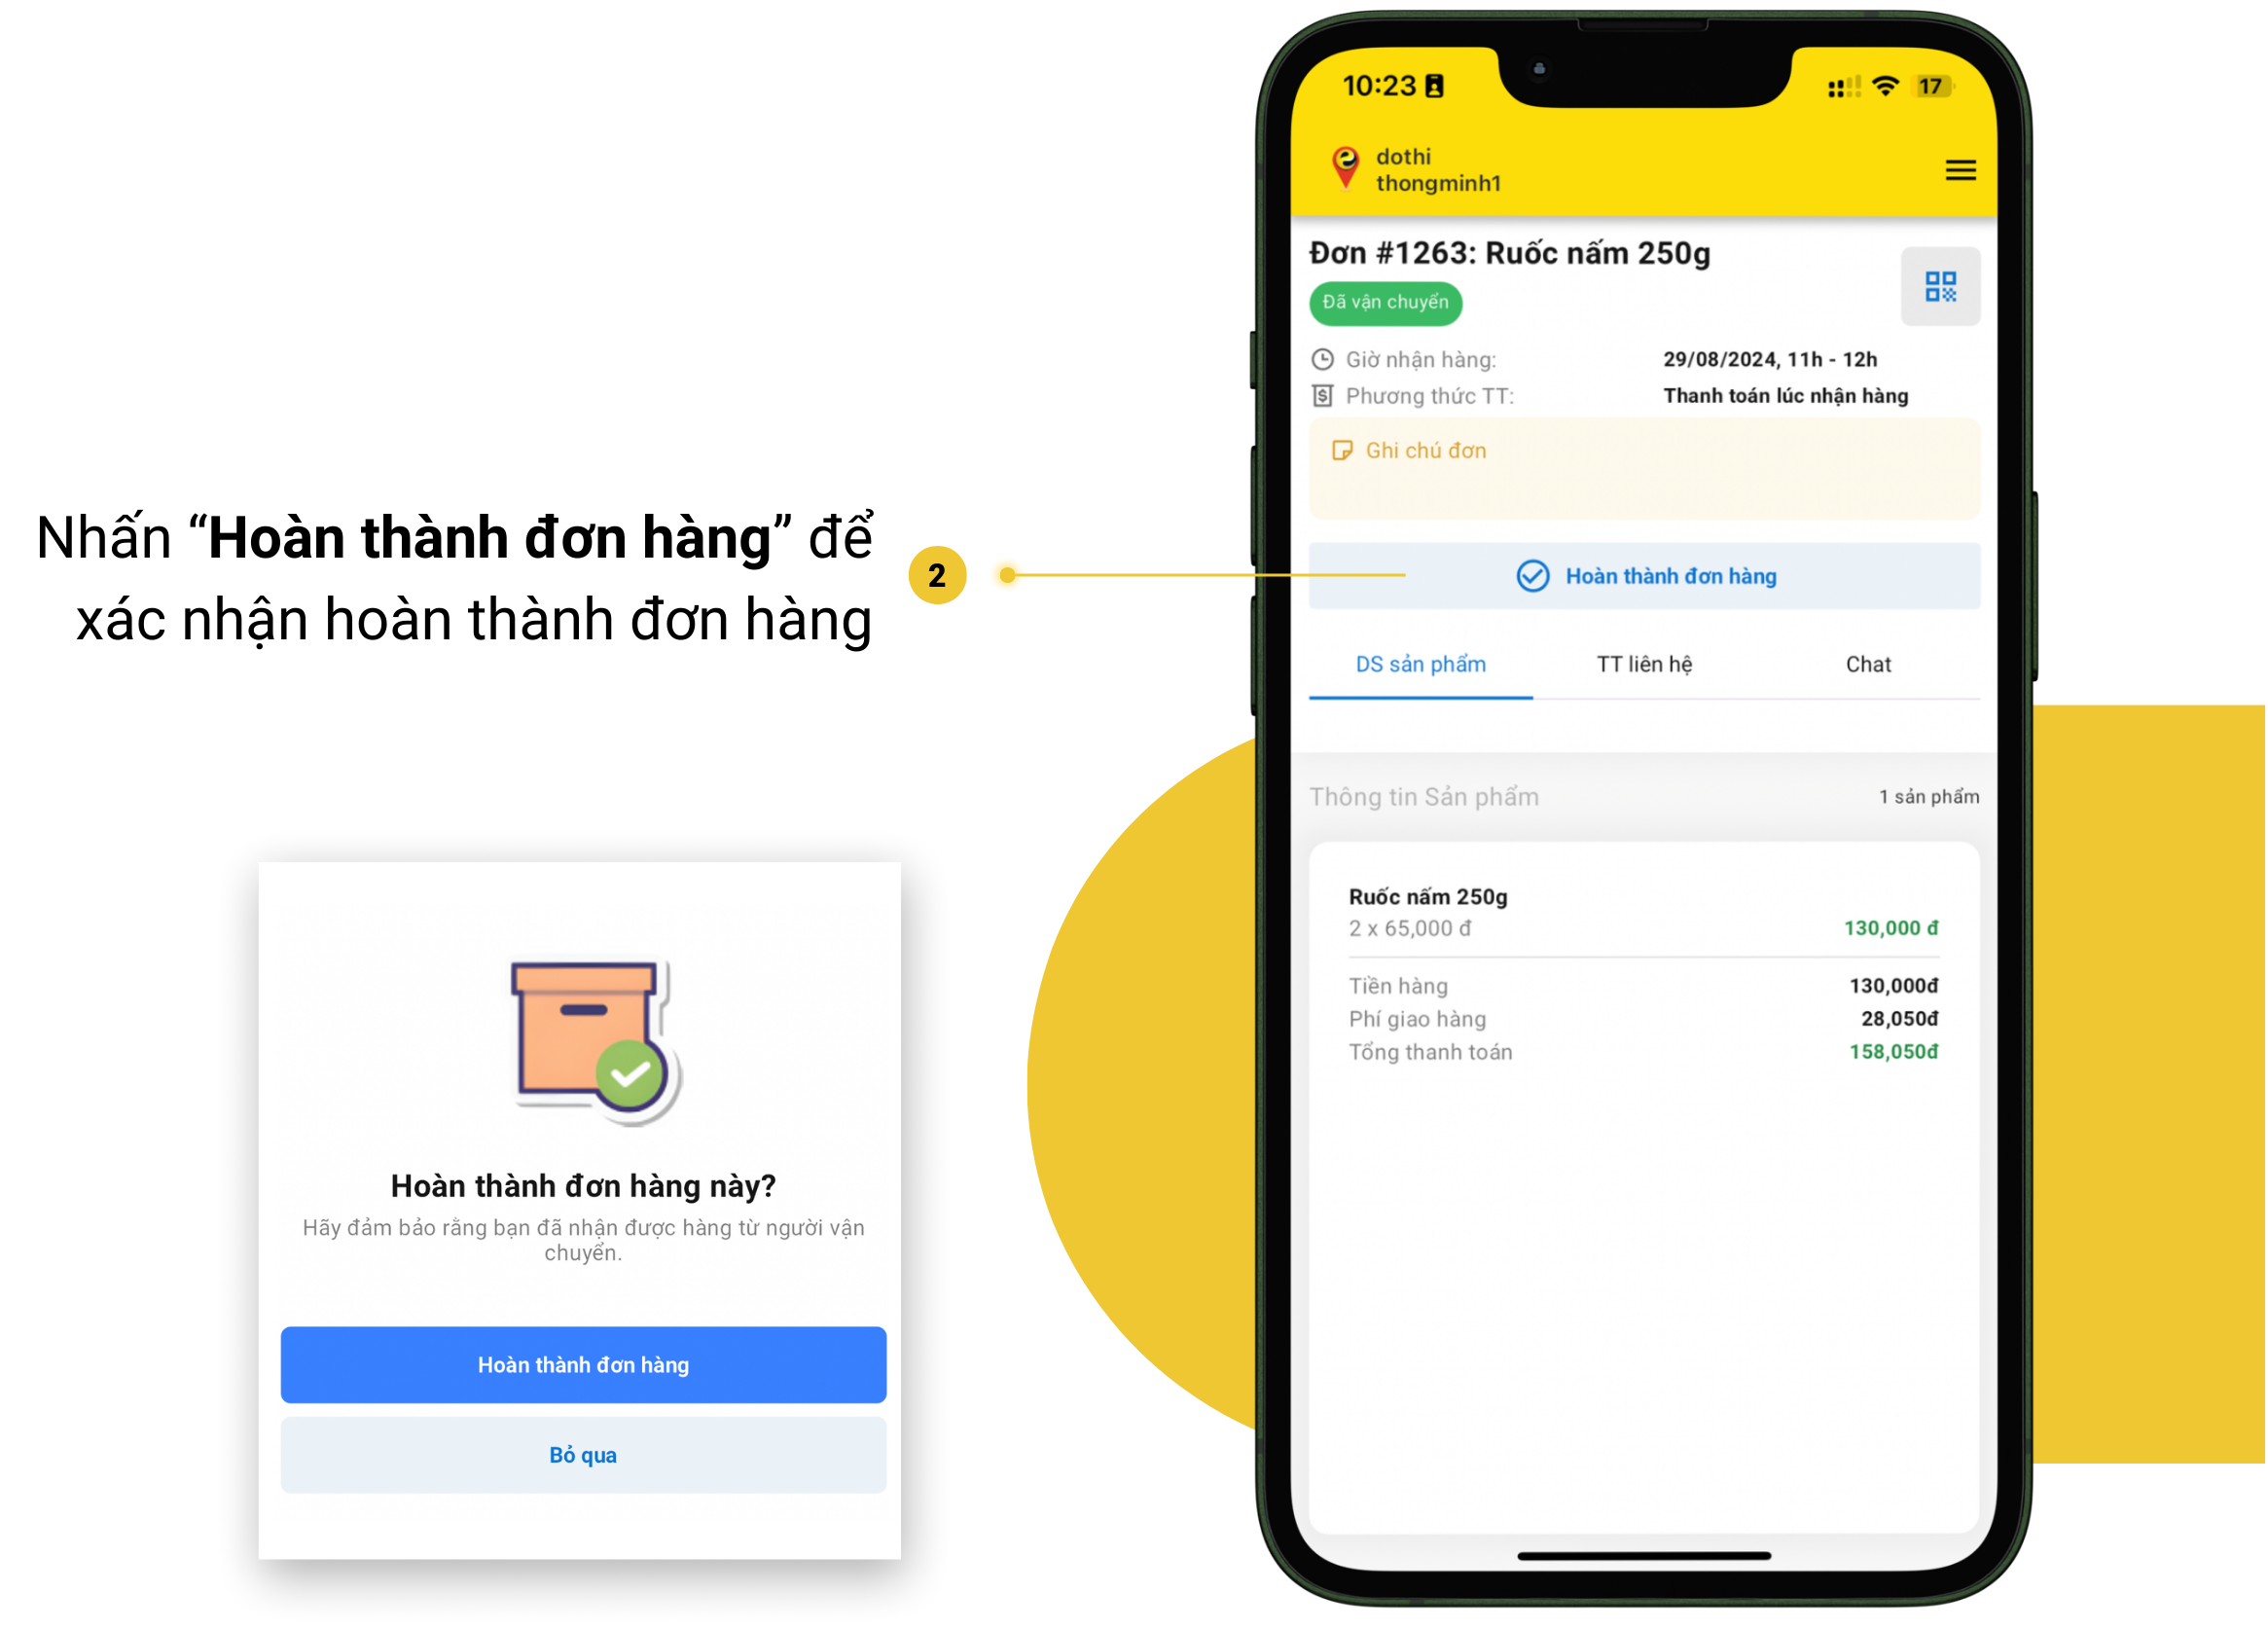 Nhấn “Hoàn thành đơn hàng” để
xác nhận hoàn thành đơn hàng
2
Hoàn thành đơn hàng này?
Hãy đảm bảo rằng bạn đã nhận được hàng từ người vận
chuyển.
Hoàn thành đơn hàng
Bỏ qua
10:23
17
dothi
thongminh1
Đơn #1263: Ruốc nấm 250g
Đã vận chuyển
Giờ nhận hàng: 29/08/2024, 11h - 12h
Phương thức TT: Thanh toán lúc nhận hàng
Ghi chú đơn
Hoàn thành đơn hàng
DS sản phẩm TT liên hệ Chat
Thông tin Sản phẩm 1 sản phẩm
Ruốc nấm 250g
2 x 65,000 đ 130,000 đ
Tiền hàng 130,000đ
Phí giao hàng 28,050đ
Tổng thanh toán 158,050đ